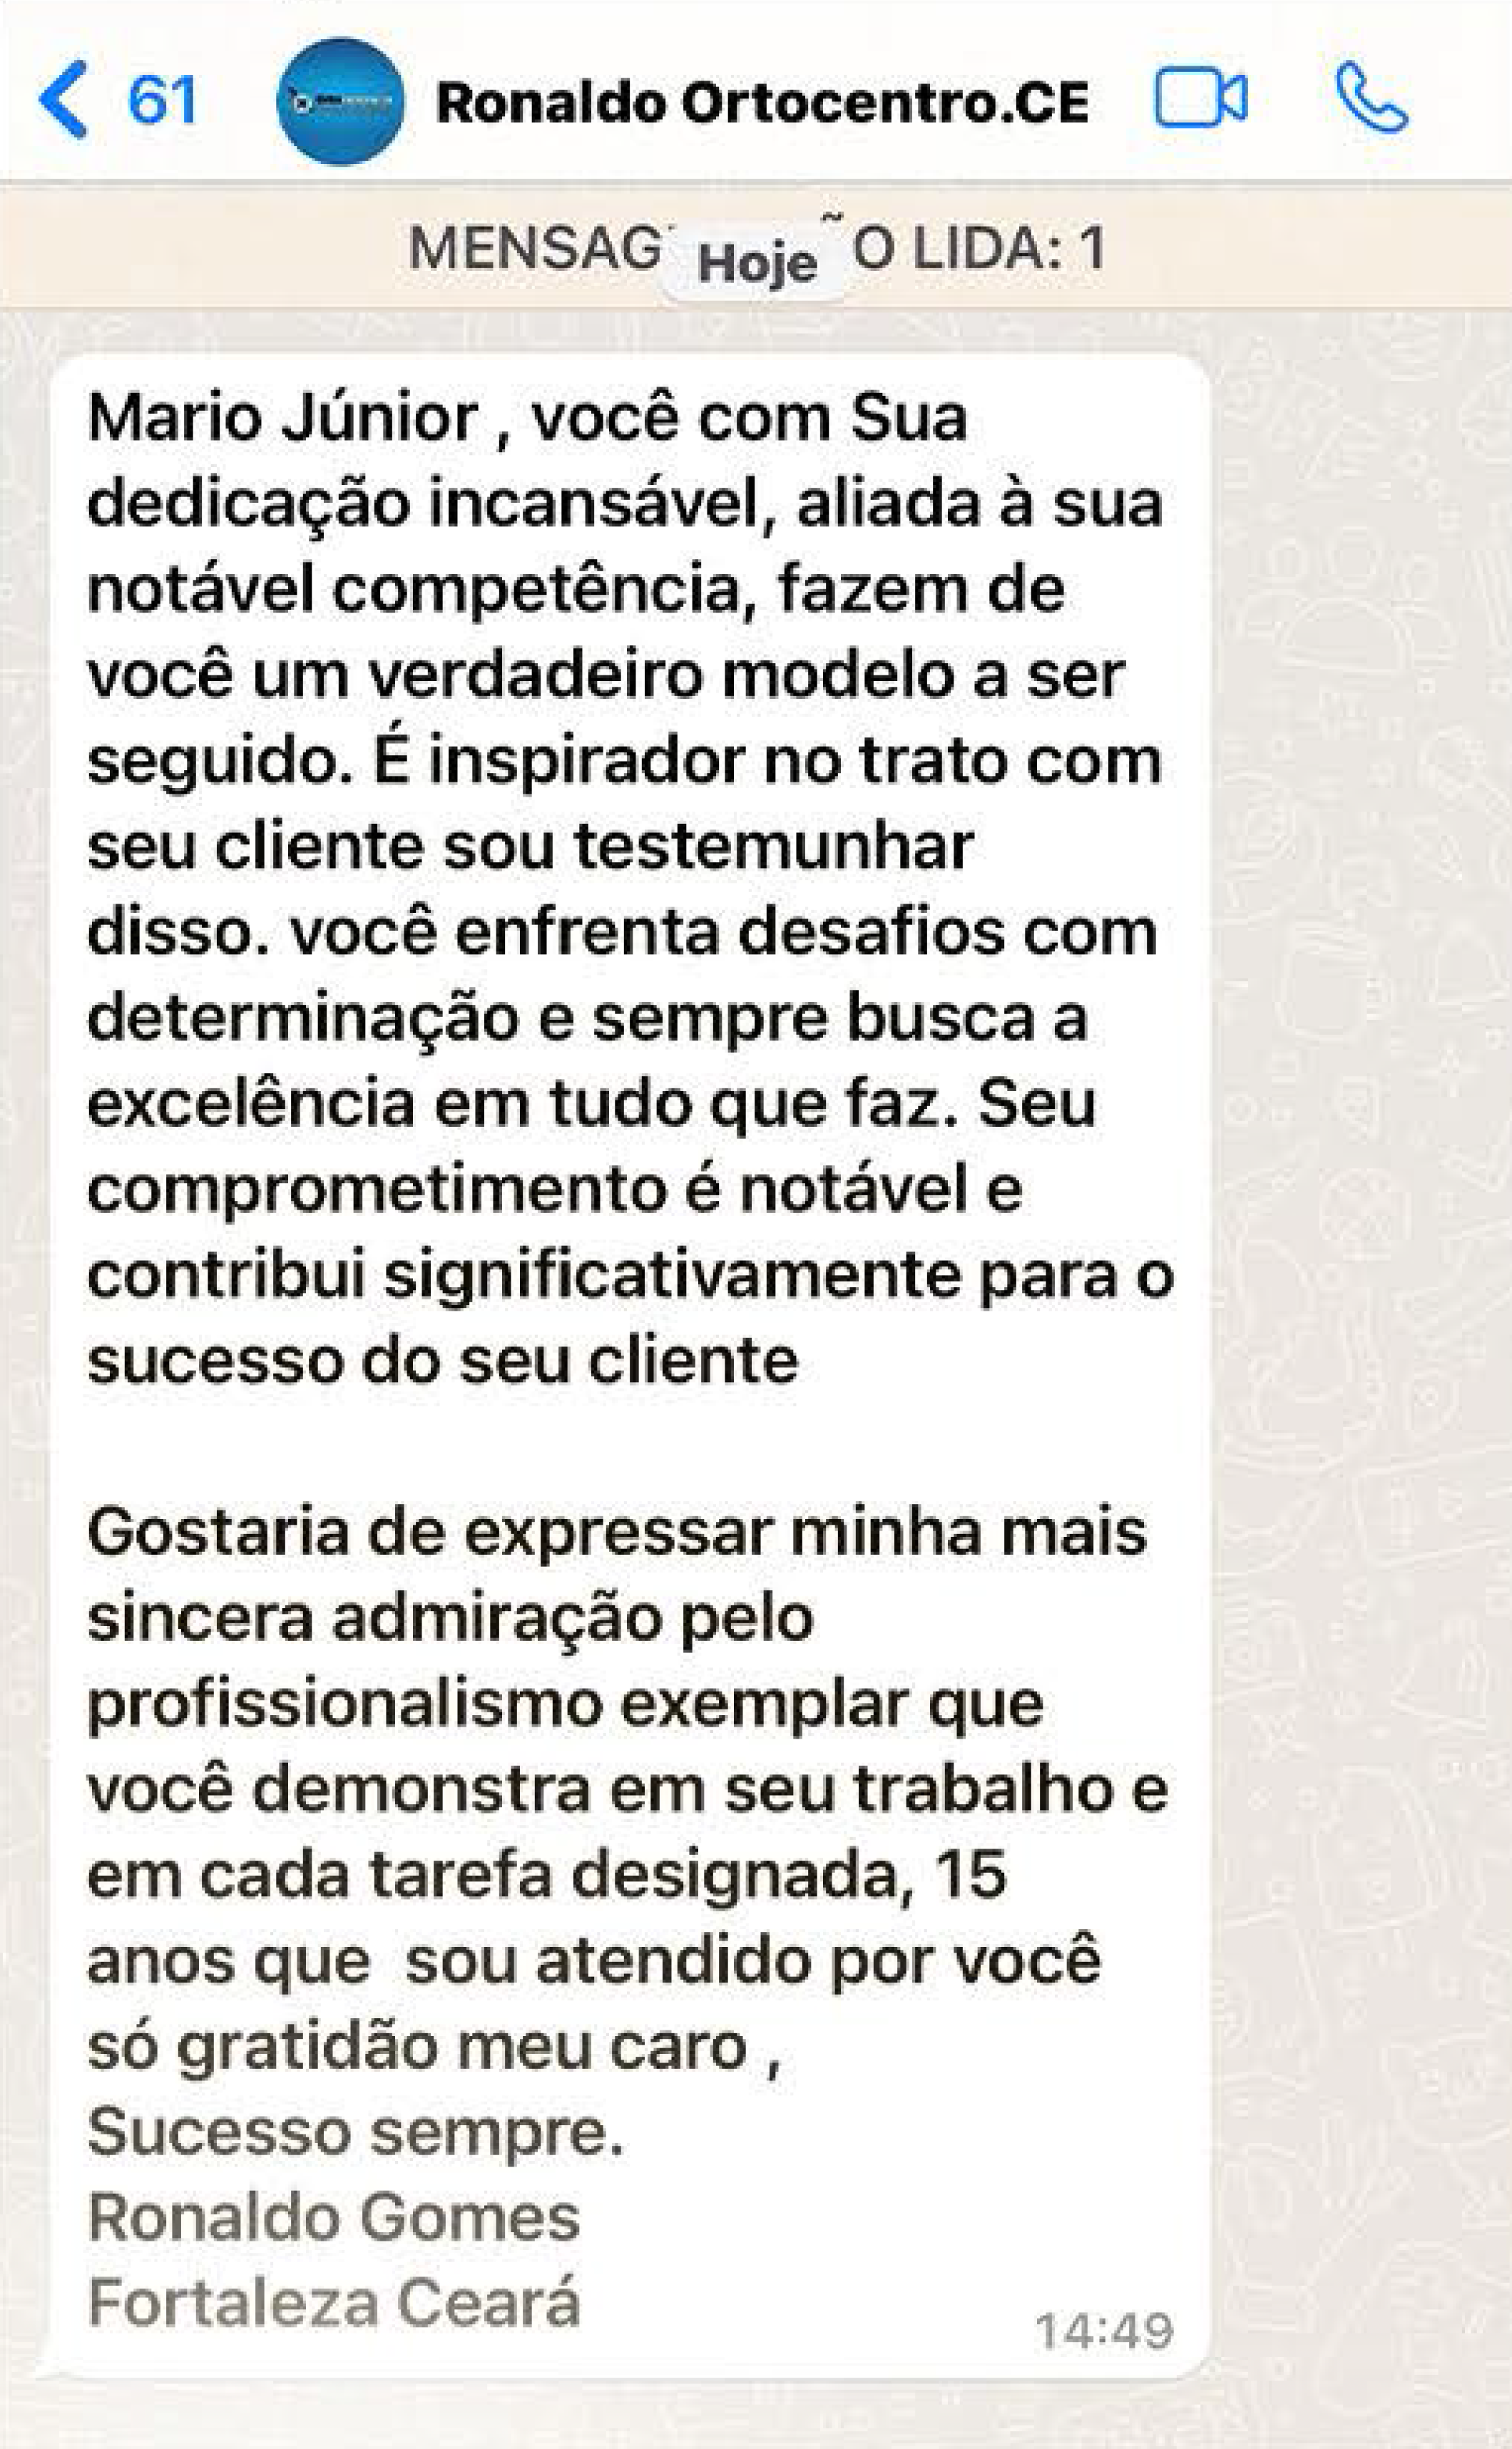 61
Ronaldo Ortocentro.CE
Hoje
O LIDA: 1
Mario Júnior , você com Sua
dedicação incansável, aliada à sua
notável competência, fazem de
você um verdadeiro modelo a ser
seguido. É inspirador no trato com
seu cliente sou testemunhar
disso. você enfrenta desafios com
determinação e sempre busca a
excelência em tudo que faz. Seu
comprometimento é notável e
contribui significativamente para o
sucesso do seu cliente
Gostaria de expressar minha mais
sincera admiração pelo
profissionalismo exemplar que
você demonstra em seu trabalho e
em cada tarefa designada, 15
anos que  sou atendido por você
só gratidão meu caro ,
Sucesso sempre.
Ronaldo Gomes
Fortaleza Ceará
14:49